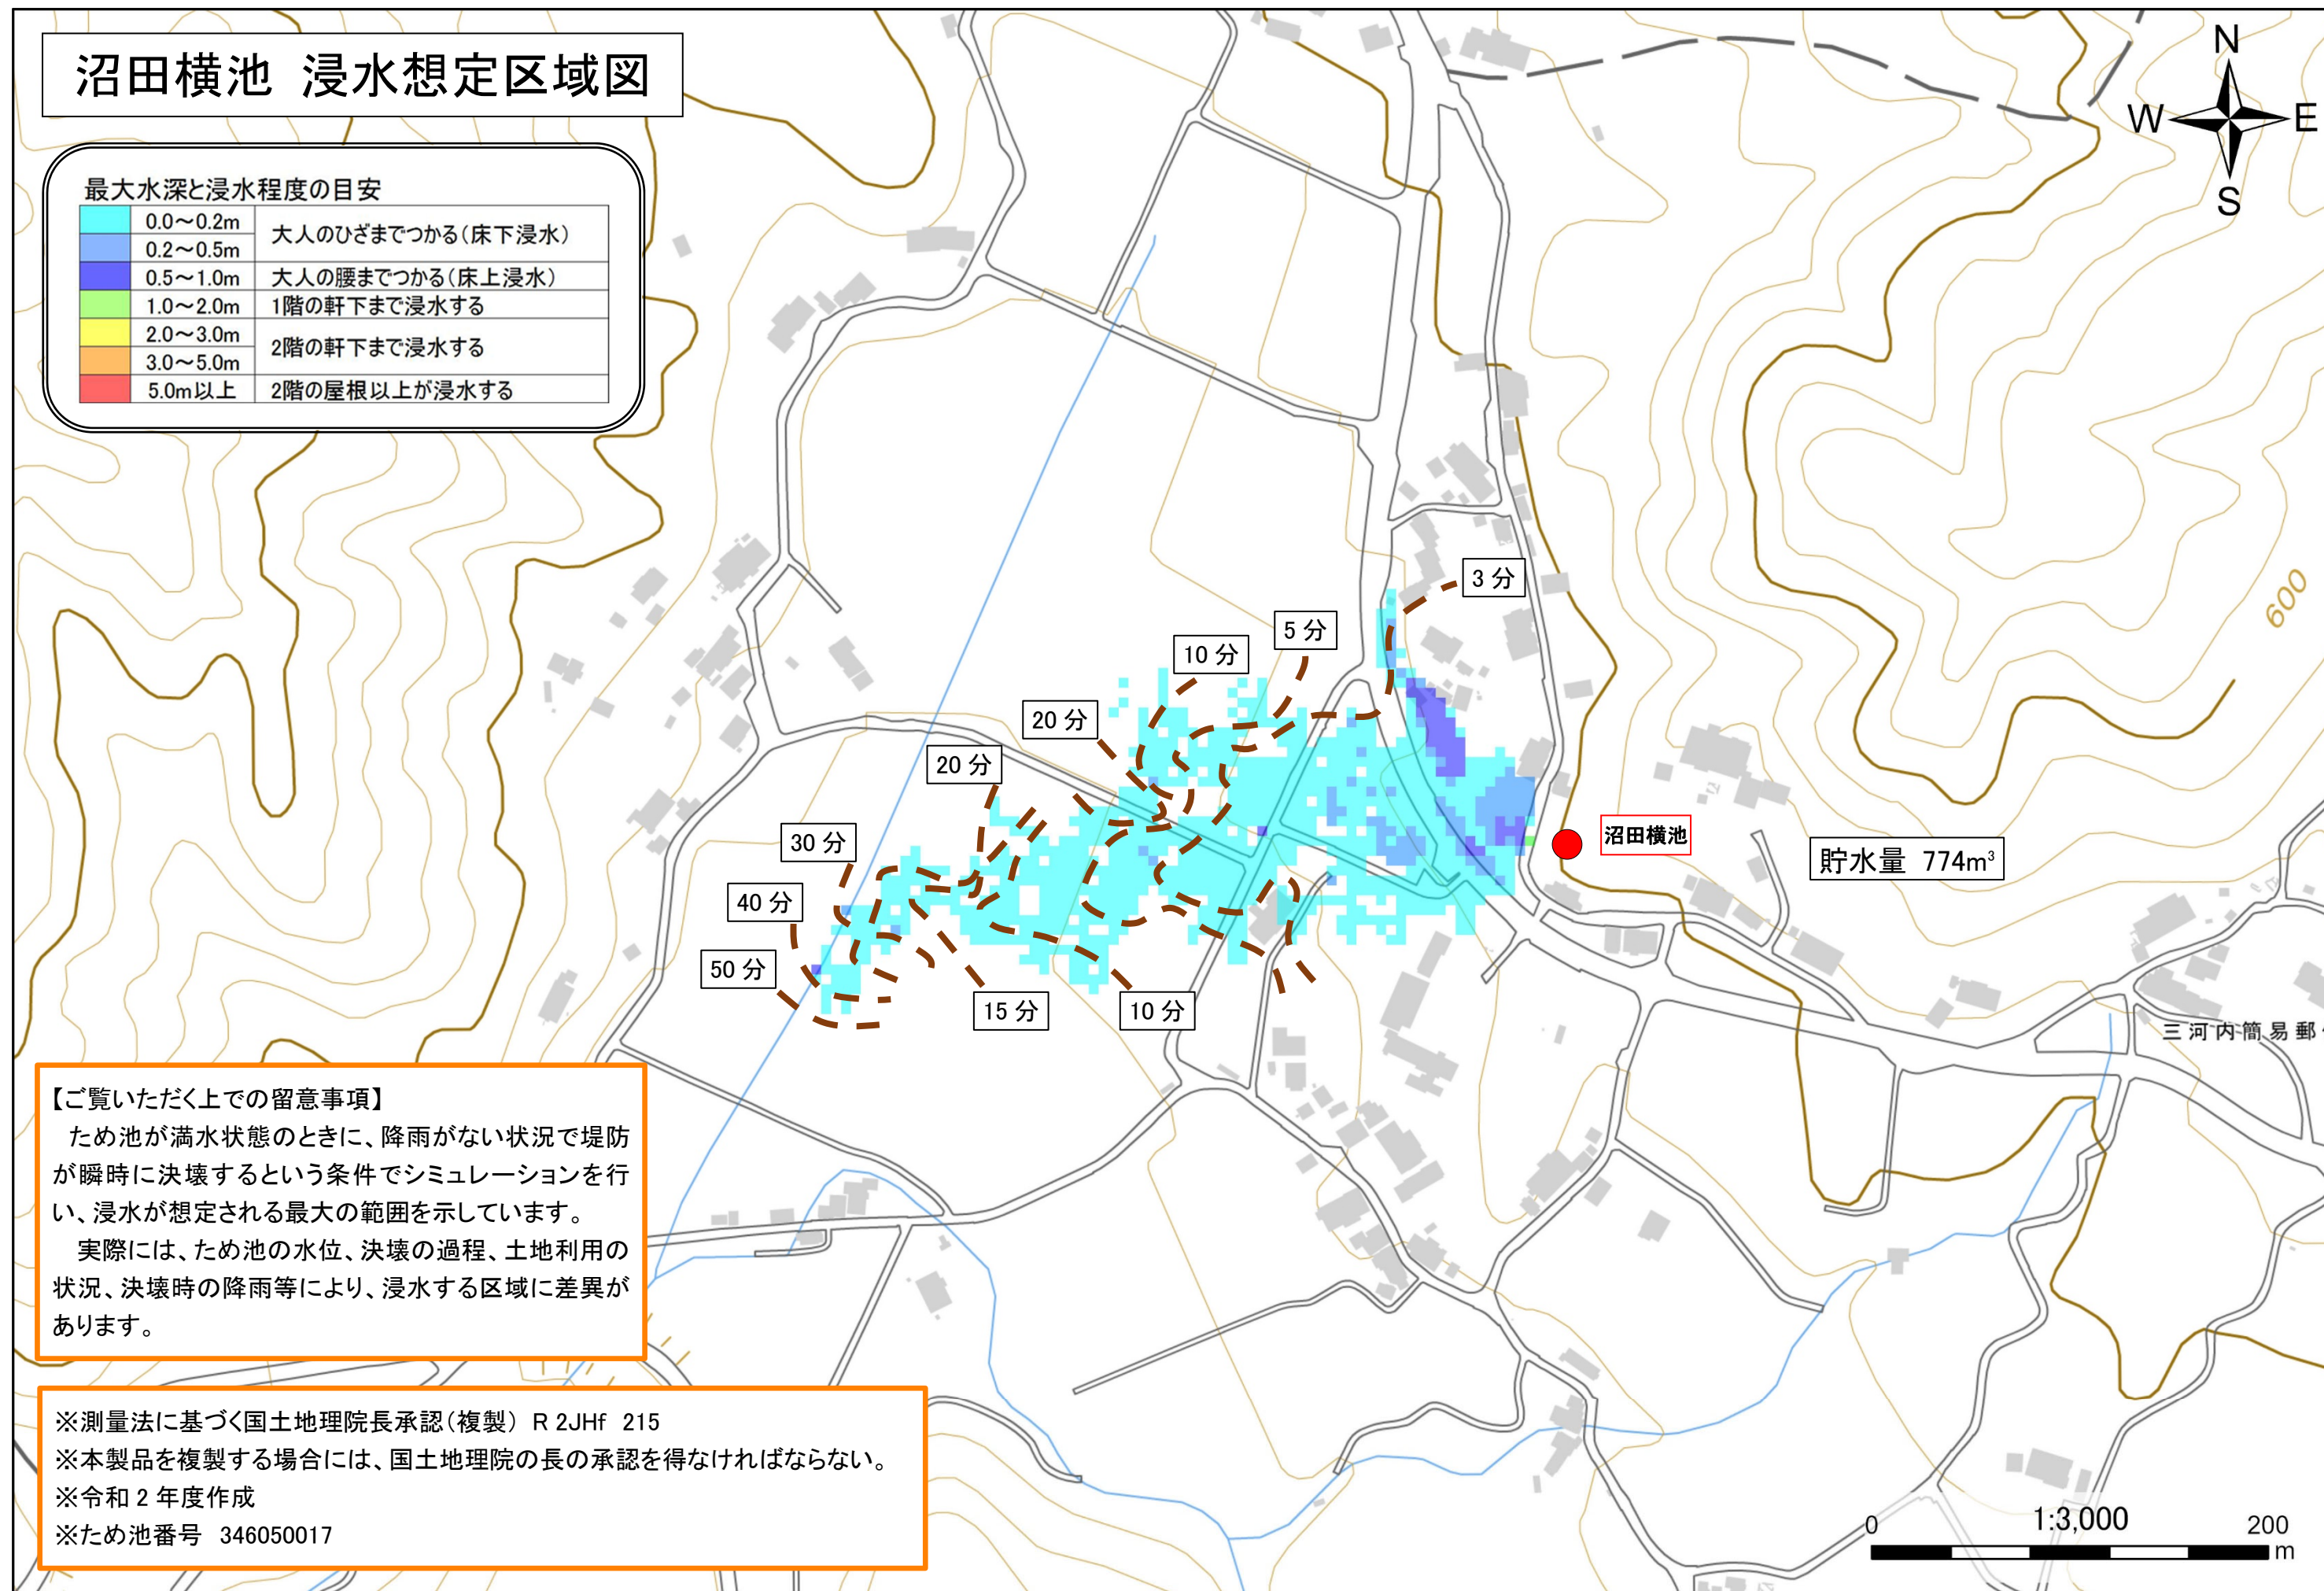 沼田横池 浸水想定区域図
N
W
E
S
最大水深と浸水程度の目安
0.0～0.2m
0.2～0.5m
大人のひざまでつかる（床下浸水）
0.5～1.0m 大人の腰までつかる（床上浸水）
1.0～2.0m 1階の軒下まで浸水する
2.0～3.0m
3.0～5.0m
2階の軒下まで浸水する
5.0m以上 2階の屋根以上が浸水する
600
3 分
5 分
10 分
20 分
20 分
30 分
40 分
50 分
15 分
10 分
沼田横池
貯水量 774m³
三河内簡易郵
【ご覧いただく上での留意事項】
ため池が満水状態のときに、降雨がない状況で堤防
が瞬時に決壊するという条件でシミュレーションを行
い、浸水が想定される最大の範囲を示しています。
実際には、ため池の水位、決壊の過程、土地利用の
状況、決壊時の降雨等により、浸水する区域に差異が
あります。
※測量法に基づく国土地理院長承認（複製） R 2JHf 215
※本製品を複製する場合には、国土地理院の長の承認を得なければならない。
※令和 2 年度作成
※ため池番号 346050017
0 1:3,000 200
m